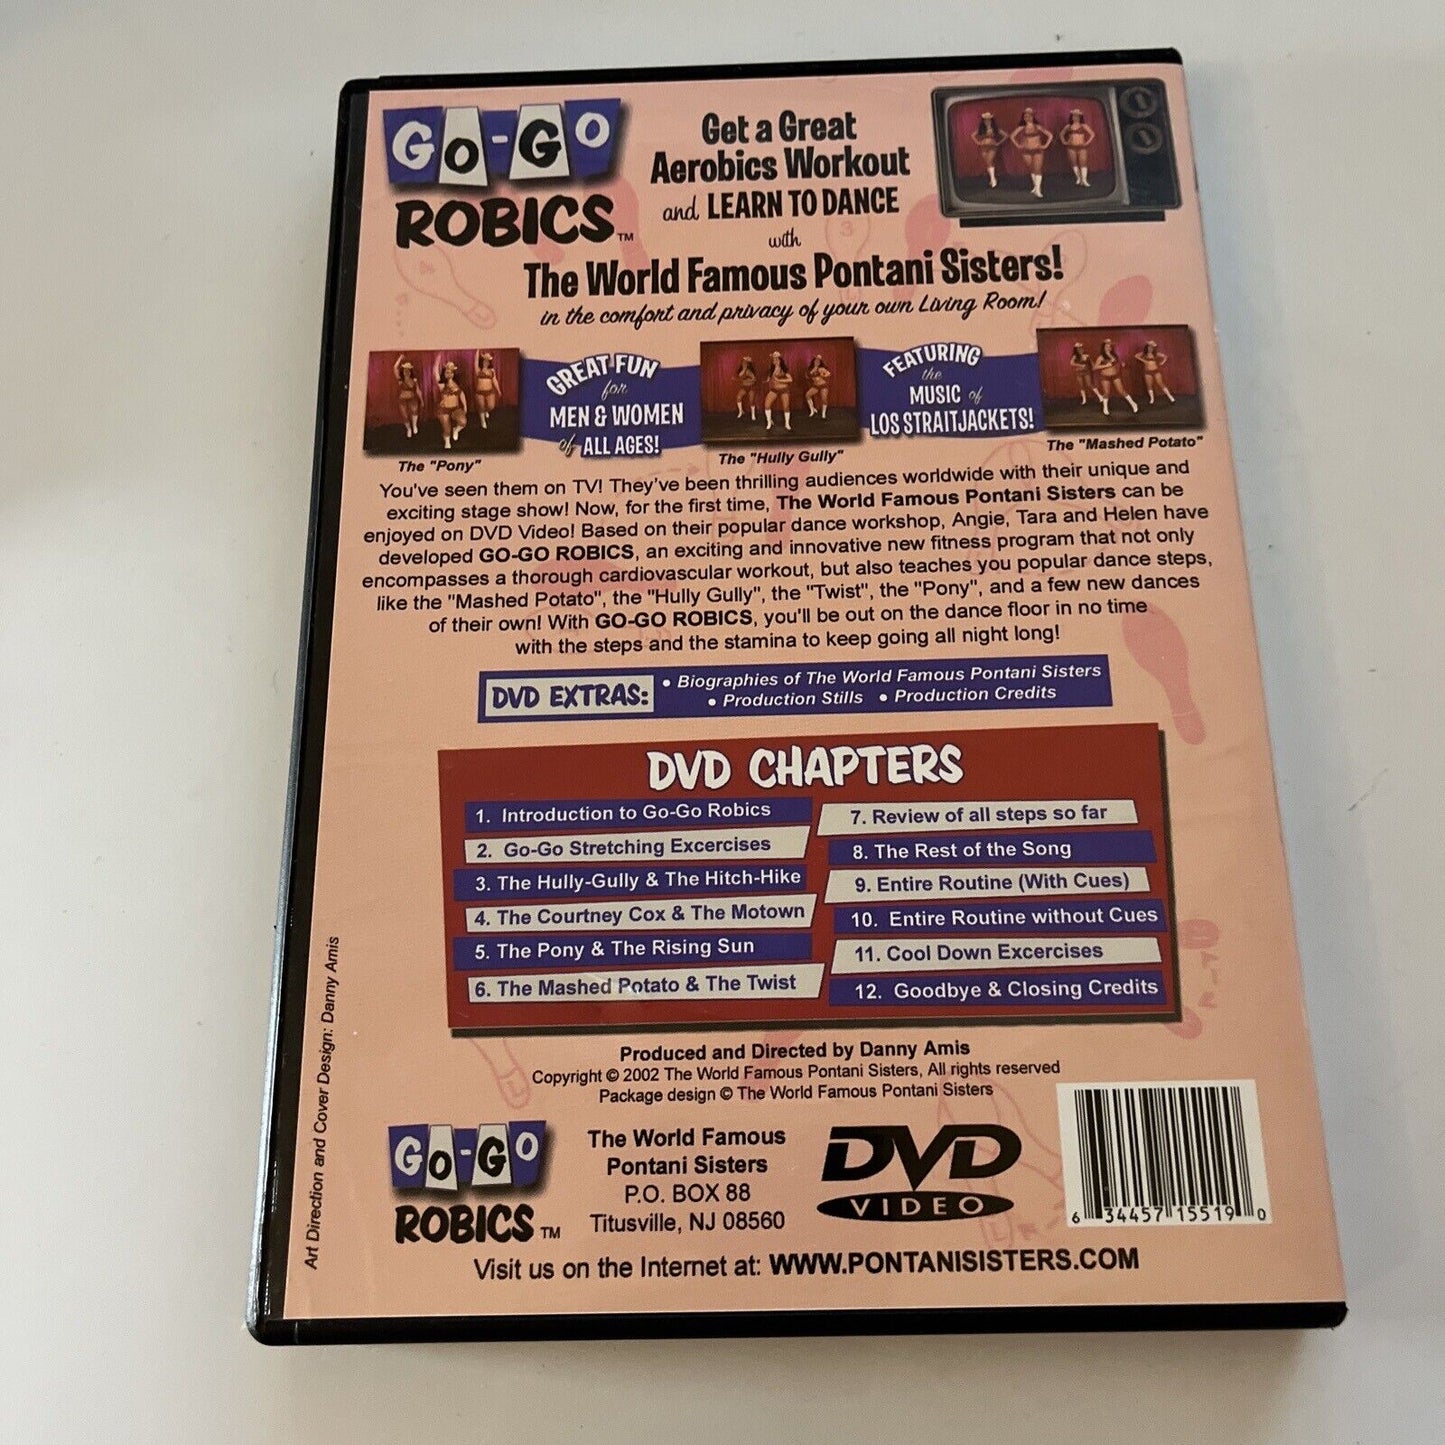 GO-GO
ROBICS™
Get a Great
Aerobics Workout
and LEARN TO DANCE
with
The World Famous Pontani Sisters!
in the comfort and privacy of your own Living Room!
GREAT FUN
for
MEN & WOMEN
of ALL AGES!
FEATURING
the
MUSIC of
LOS STRAITJACKETS!
The "Pony"
The "Hully Gully"
The "Mashed Potato"
You've seen them on TV! They've been thrilling audiences worldwide with their unique and
exciting stage show! Now, for the first time, The World Famous Pontani Sisters can be
enjoyed on DVD Video! Based on their popular dance workshop, Angie, Tara and Helen have
developed GO-GO ROBICS, an exciting and innovative new fitness program that not only
encompasses a thorough cardiovascular workout, but also teaches you popular dance steps,
like the "Mashed Potato", the "Hully Gully", the "Twist", the "Pony", and a few new dances
of their own! With GO-GO ROBICS, you'll be out on the dance floor in no time
with the steps and the stamina to keep going all night long!
DVD EXTRAS:
• Biographies of The World Famous Pontani Sisters
• Production Stills • Production Credits
DVD CHAPTERS
1. Introduction to Go-Go Robics
2. Go-Go Stretching Excercises
3. The Hully-Gully & The Hitch-Hike
4. The Courtney Cox & The Motown
5. The Pony & The Rising Sun
6. The Mashed Potato & The Twist
7. Review of all steps so far
8. The Rest of the Song
9. Entire Routine (With Cues)
10. Entire Routine without Cues
11. Cool Down Excercises
12. Goodbye & Closing Credits
Art Direction and Cover Design: Danny Amis
Produced and Directed by Danny Amis
Copyright © 2002 The World Famous Pontani Sisters, All rights reserved
Package design © The World Famous Pontani Sisters
GO-GO
ROBICS™
The World Famous
Pontani Sisters
P.O. BOX 88
Titusville, NJ 08560
DVD
VIDEO
6 34457 15519 0
Visit us on the Internet at: WWW.PONTANISISTERS.COM